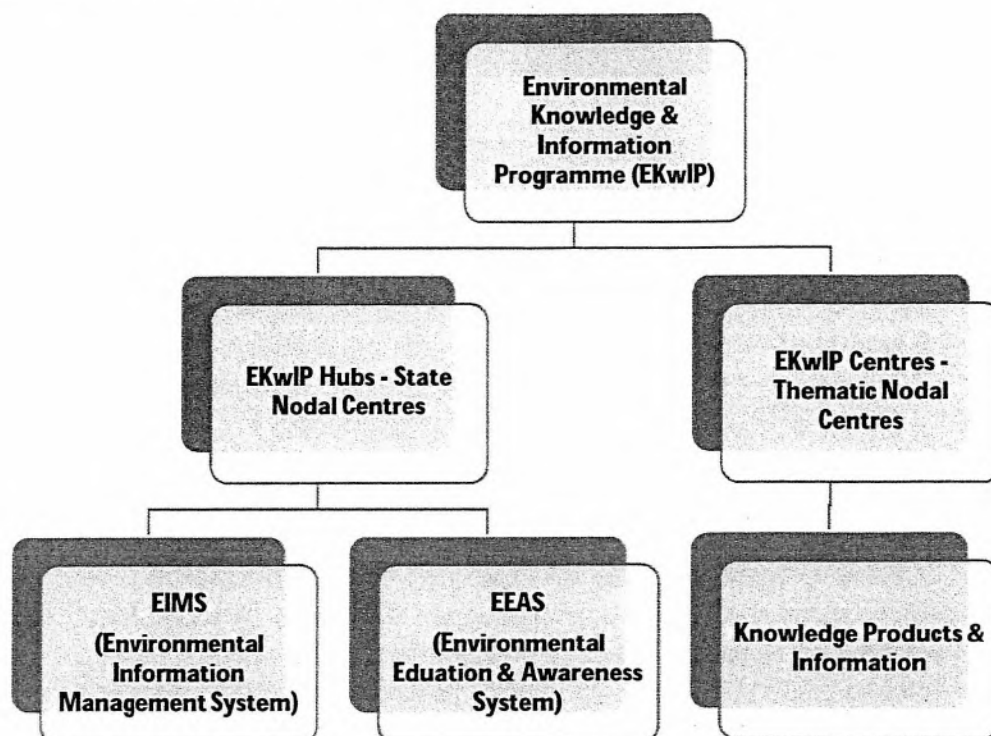 Environmental
Knowledge &
Information
Programme (EKwIP)
EKwIP Hubs - State
Nodal Centres
EKwIP Centres -
Thematic Nodal
Centres
EIMS
(Environmental
Information
Management System)
EEAS
(Environmental
Eduation & Awareness
System)
Knowledge Products &
Information